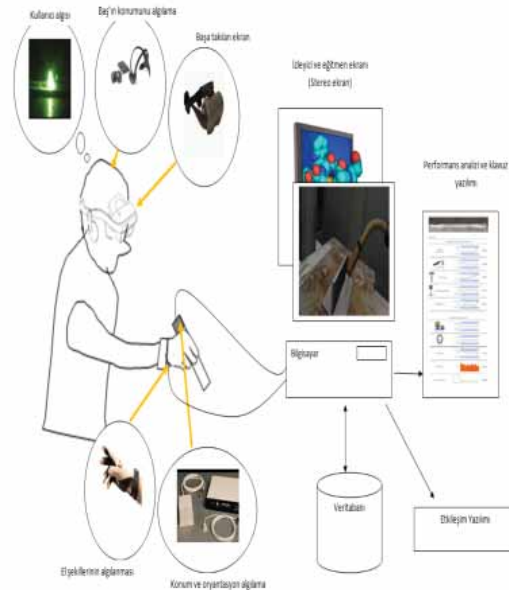 Kullanıcı algısı
Baş'ın konumunu algılama
Başa takılan ekran
İzleyici ve eğitmen ekranı
(Stereo ekran)
Performans analizi ve klavuz
yazılımı
Bilgisayar
Veritabanı
Etkileşim Yazılımı
El şekillerinin algılanması
Konum ve oryantasyon algılama